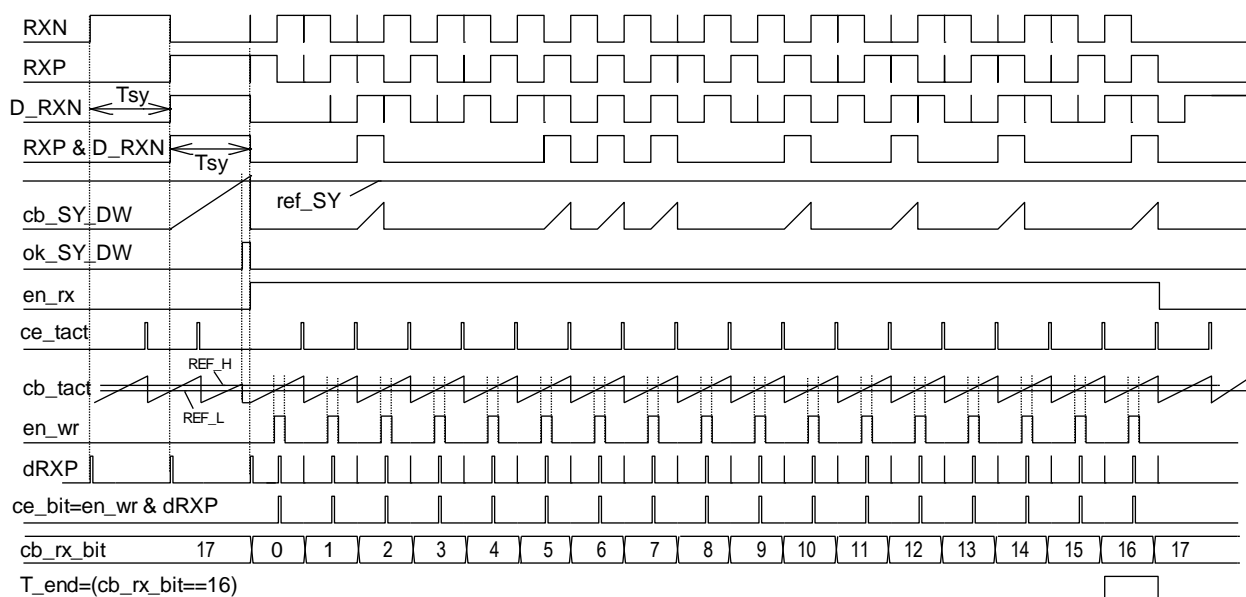 RXN
RXP
Tsy
D_RXN
RXP & D_RXN
Tsy
ref_SY
cb_SY_DW
ok_SY_DW
en_rx
ce_tact
REF_H
cb_tact
REF_L
en_wr
dRXP
ce_bit=en_wr & dRXP
cb_rx_bit 17 0 1 2 3 4 5 6 7 8 9 10 11 12 13 14 15 16 17
T_end=(cb_rx_bit==16)